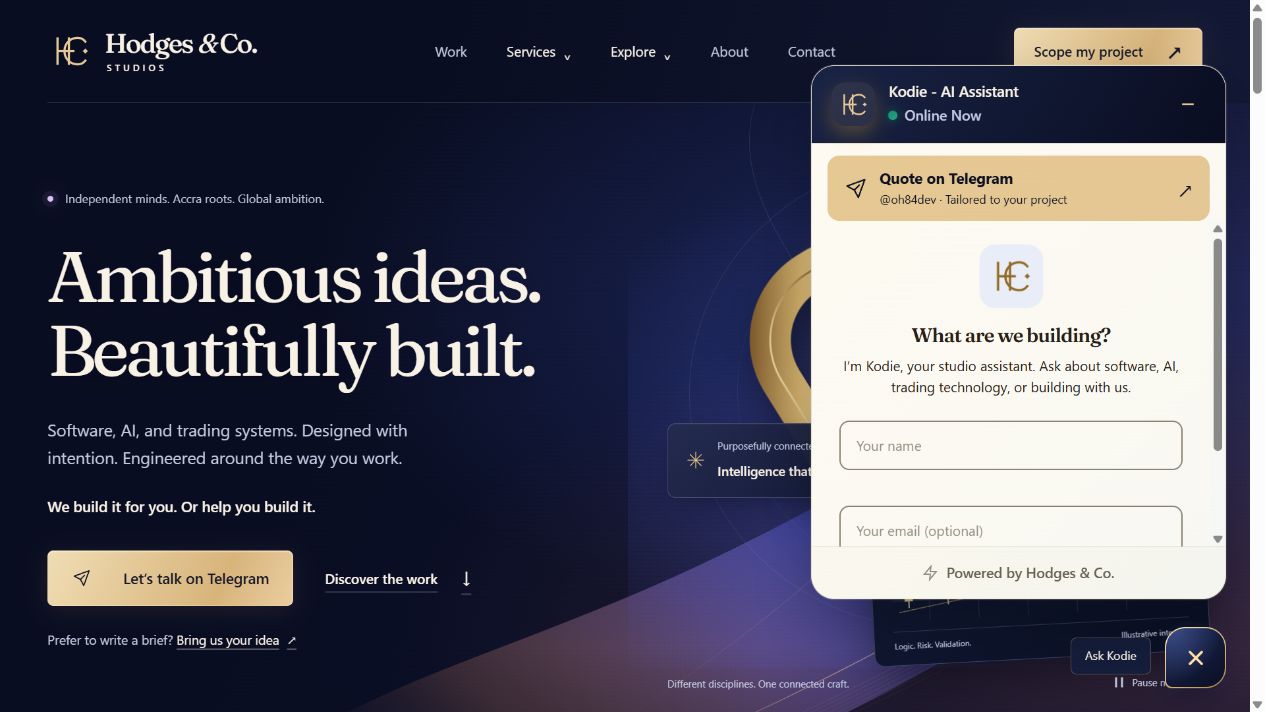 Hodges & Co.
STUDIOS
Work
Services
Explore
About
Contact
Scope my project
Independent minds. Accra roots. Global ambition.
Ambitious ideas.
Beautifully built.
Software, AI, and trading systems. Designed with
intention. Engineered around the way you work.
We build it for you. Or help you build it.
Let's talk on Telegram
Discover the work
Prefer to write a brief? Bring us your idea
Purposefully
Intelligence that
Logic. Risk. Validation.
Illustrative
Different disciplines. One connected craft.
Pause
Kodie - AI Assistant
Online Now
Quote on Telegram
@oh84dev · Tailored to your project
What are we building?
I'm Kodie, your studio assistant. Ask about software, AI,
trading technology, or building with us.
Your name
Your email (optional)
Powered by Hodges & Co.
Ask Kodie